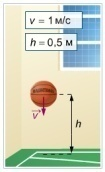 v = 1 м/с
h = 0,5 м
v
h